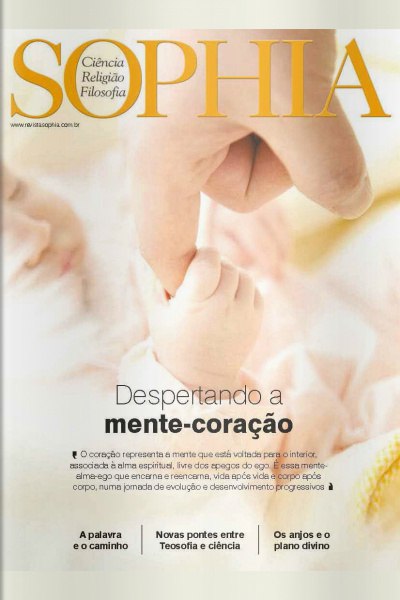 SOPHIA
Ciência
Religião
Filosofia
www.revistasophia.com.br
Despertando a
mente-coração
O coração representa a mente que está voltada para o interior,
associada à alma espiritual, livre dos apegos do ego. É essa mente-
alma-ego que encarna e reencarna, vida após vida e corpo após
corpo, numa jornada de evolução e desenvolvimento progressivos
A palavra
e o caminho
Novas pontes entre
Teosofia e ciência
Os anjos e o
plano divino